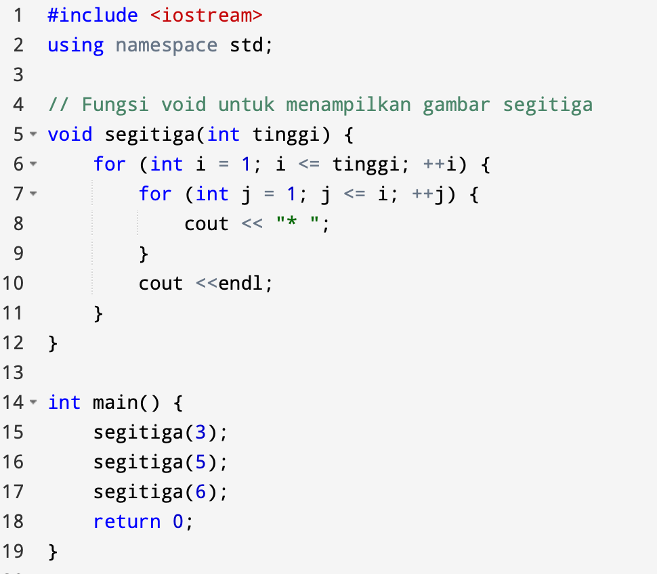 1 #include <iostream>
2 using namespace std;
3
4 // Fungsi void untuk menampilkan gambar segitiga
5 void segitiga(int tinggi) {
6     for (int i = 1; i <= tinggi; ++i) {
7         for (int j = 1; j <= i; ++j) {
8             cout << "* ";
9         }
10         cout <<endl;
11     }
12 }
13
14 int main() {
15     segitiga(3);
16     segitiga(5);
17     segitiga(6);
18     return 0;
19 }